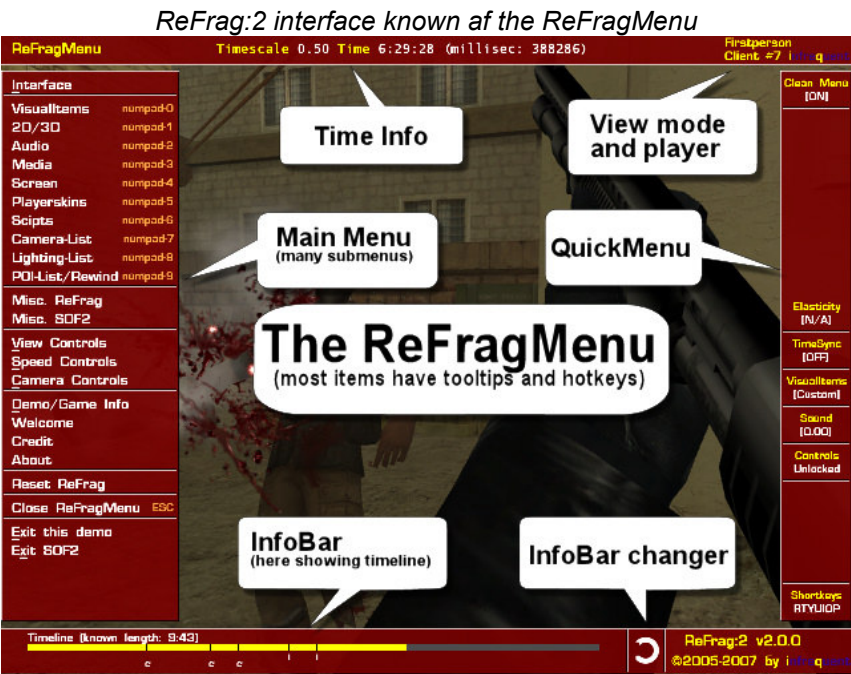 ReFrag:2 interface known af the ReFragMenu
ReFragMenu
Timescale 0.50 Time 6:29:28 (millisec: 388286)
Firstperson
Client #7
Interface
VisualItems numpad-0
2D/3D numpad-1
Audio numpad-2
Media numpad-3
Screen numpad-4
Playerskins numpad-5
Scipts numpad-6
Camera-List numpad-7
Lighting-List numpad-8
POI-List/Rewind numpad-9
Misc. ReFrag
Misc. SOF2
View Controls
Speed Controls
Camera Controls
Demo/Game Info
Welcome
Credit
About
Reset ReFrag
Close ReFragMenu ESC
Exit this demo
Exit SOF2
Time Info
View mode
and player
Main Menu
(many submenus)
QuickMenu
The ReFragMenu
(most items have tooltips and hotkeys)
InfoBar
(here showing timeline)
InfoBar changer
Clean Menu
[ON]
Elasticity
[N/A]
TimeSync
[OFF]
VisualItems
[Custom]
Sound
[0.00]
Controls
Unlocked
Shortkeys
RTYUIOP
Timeline (known length: 9:43)
c c c
ReFrag:2 v2.0.0
©2005-2007 by